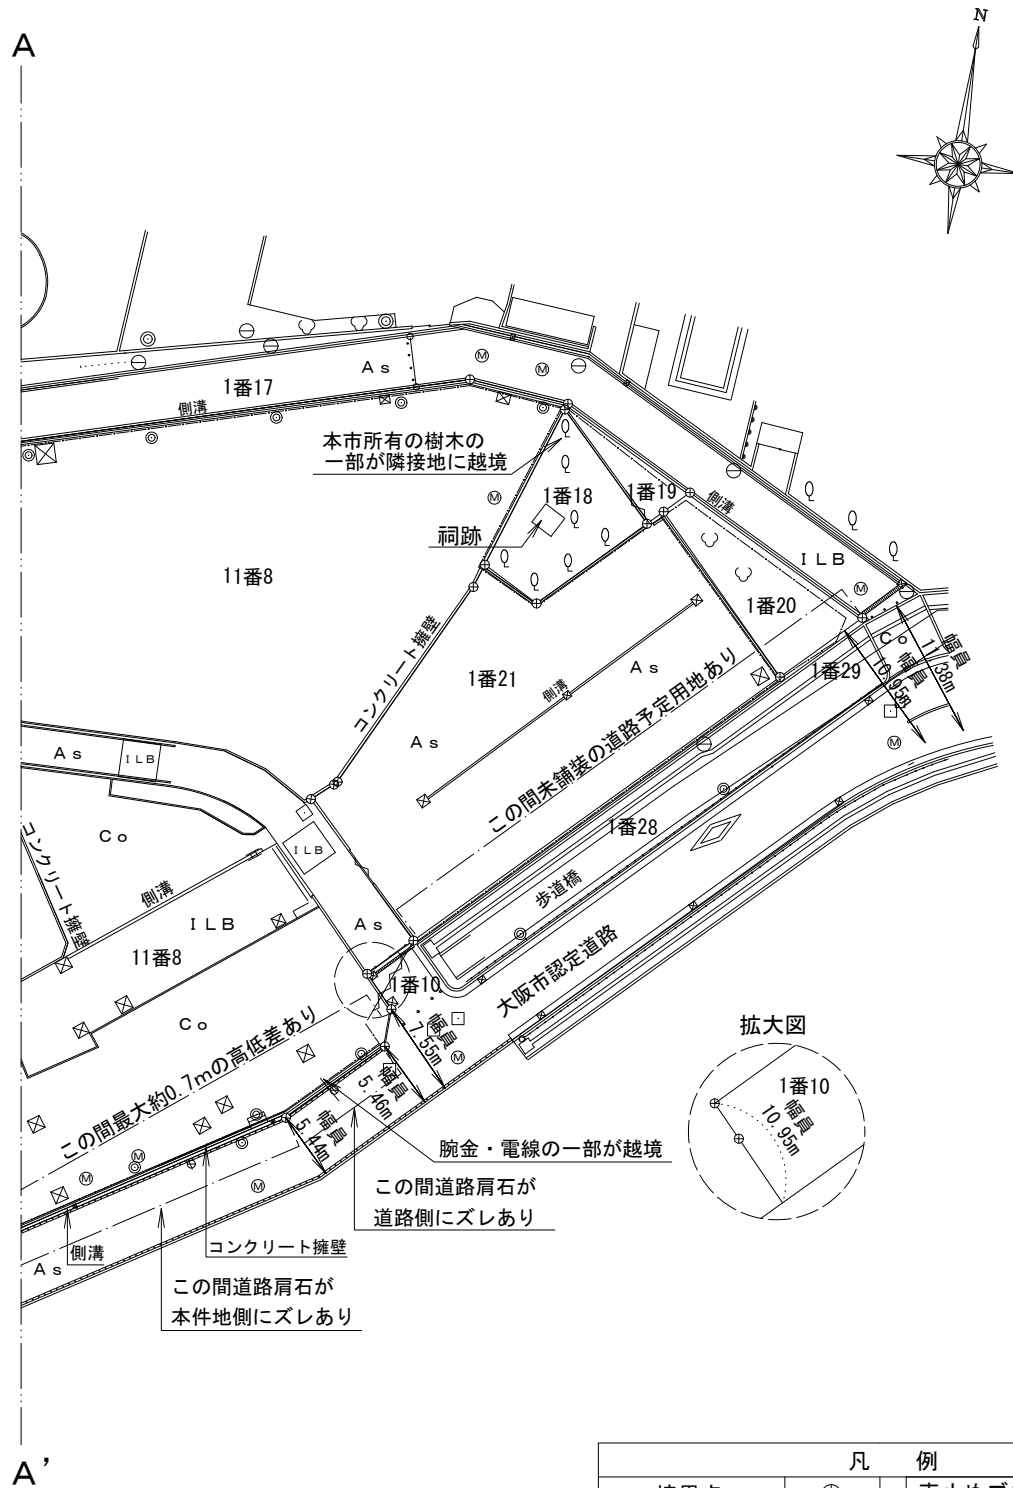 N
A
1番17
As
側溝
本市所有の樹木の
一部が隣接地に越境
1番18
1番19
側溝
祠跡
11番8
ILB
1番20
Co
幅員
11.38m
幅員
10.95m
1番29
コンクリート擁壁
1番21
As
側溝
As
この間未舗装の道路予定用地あり
As
ILB
1番28
歩道橋
Co
ILB
コンクリート擁壁
側溝
ILB
As
11番8
1番10
大阪市認定道路
Co
この間最大約0.7mの高低差あり
幅員
7.55m
幅員
5.46m
幅員
5.44m
拡大図
1番10
幅員
10.95m
腕金・電線の一部が越境
この間道路肩石が
道路側にズレあり
側溝
コンクリート擁壁
As
この間道路肩石が
本件地側にズレあり
A'
凡 例